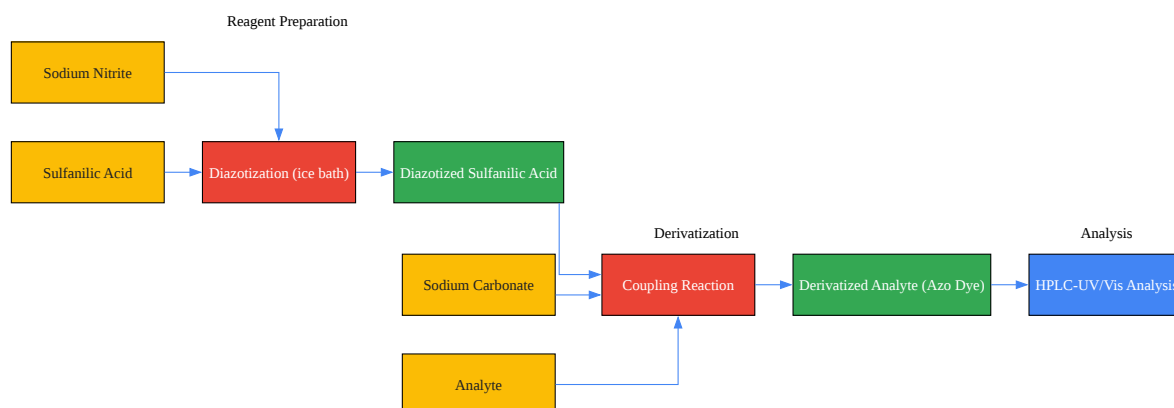 Reagent Preparation
Sodium Nitrite
Sulfanilic Acid
Diazotization (ice bath)
Diazotized Sulfanilic Acid
Derivatization
Analysis
Sodium Carbonate
Coupling Reaction
Derivatized Analyte (Azo Dye)
HPLC-UV/Vis Analysis
Analyte